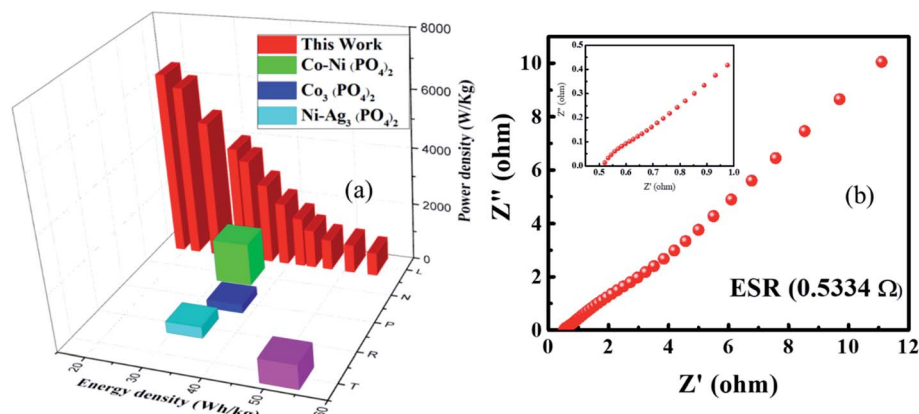 8000
6000
4000
2000
0
Power density (W/Kg)
This Work
Co-Ni (PO₄)₂
Co₃ (PO₄)₂
Ni-Ag₃ (PO₄)₂
(a)
L
N
P
R
T
20
30
40
50
60
Energy density (Wh/kg)
10
8
6
4
2
0
Z" (ohm)
0.5
0.4
0.3
0.2
0.1
0.0
Z" (ohm)
0.5 0.6 0.7 0.8 0.9 1.0
Z' (ohm)
(b)
ESR (0.5334 Ω)
0 2 4 6 8 10 12
Z' (ohm)